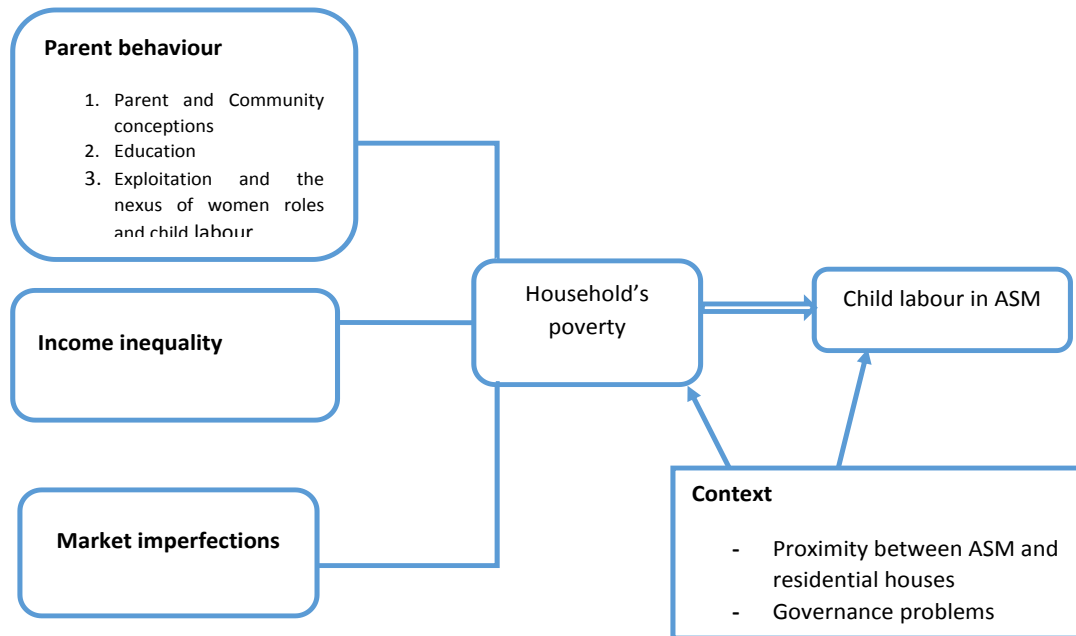 Parent behaviour
1. Parent and Community
conceptions
2. Education
3. Exploitation and the
nexus of women roles
and child labour
Income inequality
Market imperfections
Household’s
poverty
Child labour in ASM
Context
- Proximity between ASM and
residential houses
- Governance problems